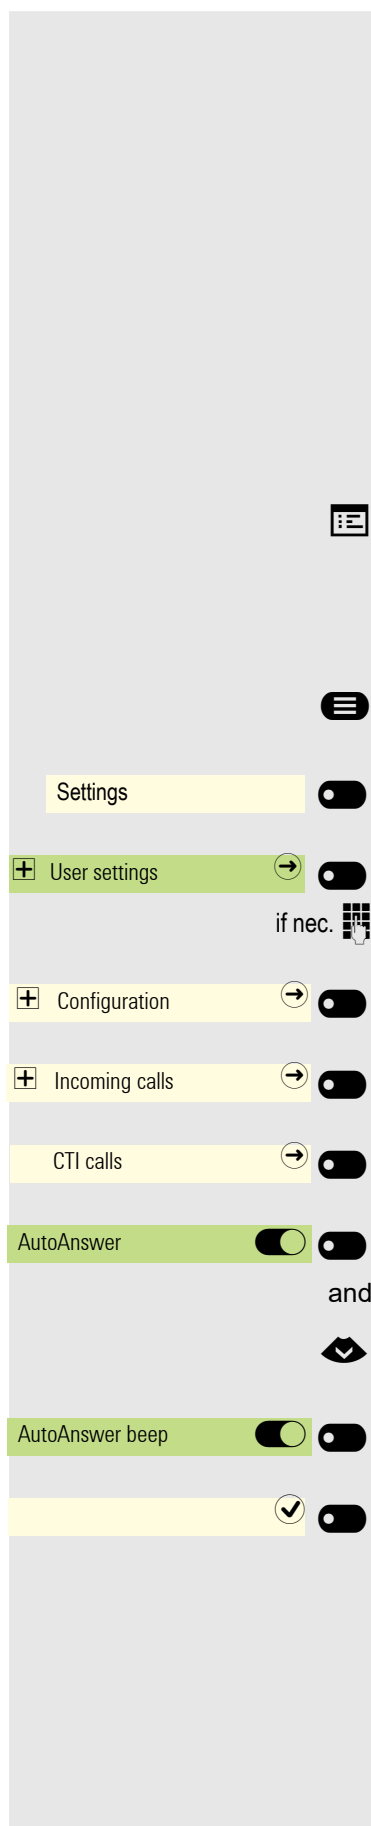 Settings
User settings
if nec.
Configuration
Incoming calls
CTI calls
AutoAnswer
and
AutoAnswer beep